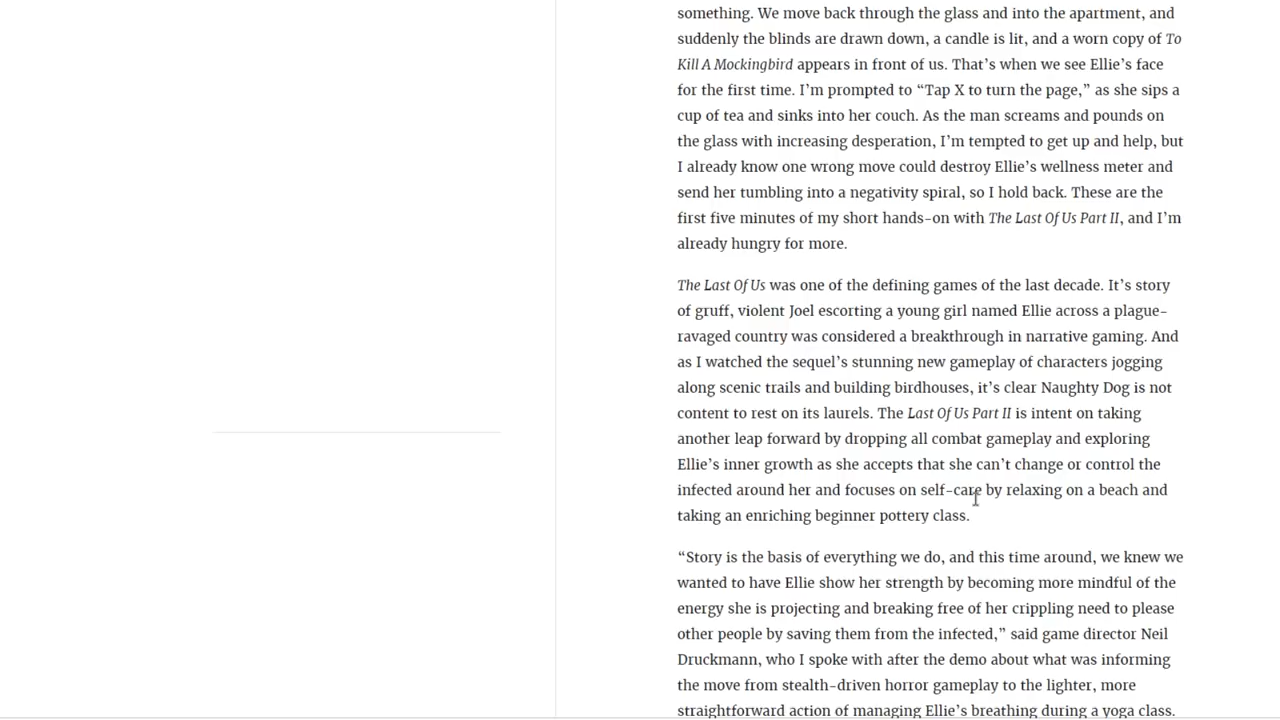 something. We move back through the glass and into the apartment, and
suddenly the blinds are drawn down, a candle is lit, and a worn copy of To
Kill A Mockingbird appears in front of us. That’s when we see Ellie’s face
for the first time. I’m prompted to “Tap X to turn the page,” as she sips a
cup of tea and sinks into her couch. As the man screams and pounds on
the glass with increasing desperation, I’m tempted to get up and help, but
I already know one wrong move could destroy Ellie’s wellness meter and
send her tumbling into a negativity spiral, so I hold back. These are the
first five minutes of my short hands-on with The Last Of Us Part II, and I’m
already hungry for more.
The Last Of Us was one of the defining games of the last decade. It’s story
of gruff, violent Joel escorting a young girl named Ellie across a plague-
ravaged country was considered a breakthrough in narrative gaming. And
as I watched the sequel’s stunning new gameplay of characters jogging
along scenic trails and building birdhouses, it’s clear Naughty Dog is not
content to rest on its laurels. The Last Of Us Part II is intent on taking
another leap forward by dropping all combat gameplay and exploring
Ellie’s inner growth as she accepts that she can’t change or control the
infected around her and focuses on self-care by relaxing on a beach and
taking an enriching beginner pottery class.
“Story is the basis of everything we do, and this time around, we knew we
wanted to have Ellie show her strength by becoming more mindful of the
energy she is projecting and breaking free of her crippling need to please
other people by saving them from the infected,” said game director Neil
Druckmann, who I spoke with after the demo about what was informing
the move from stealth-driven horror gameplay to the lighter, more
straightforward action of managing Ellie’s breathing during a yoga class.